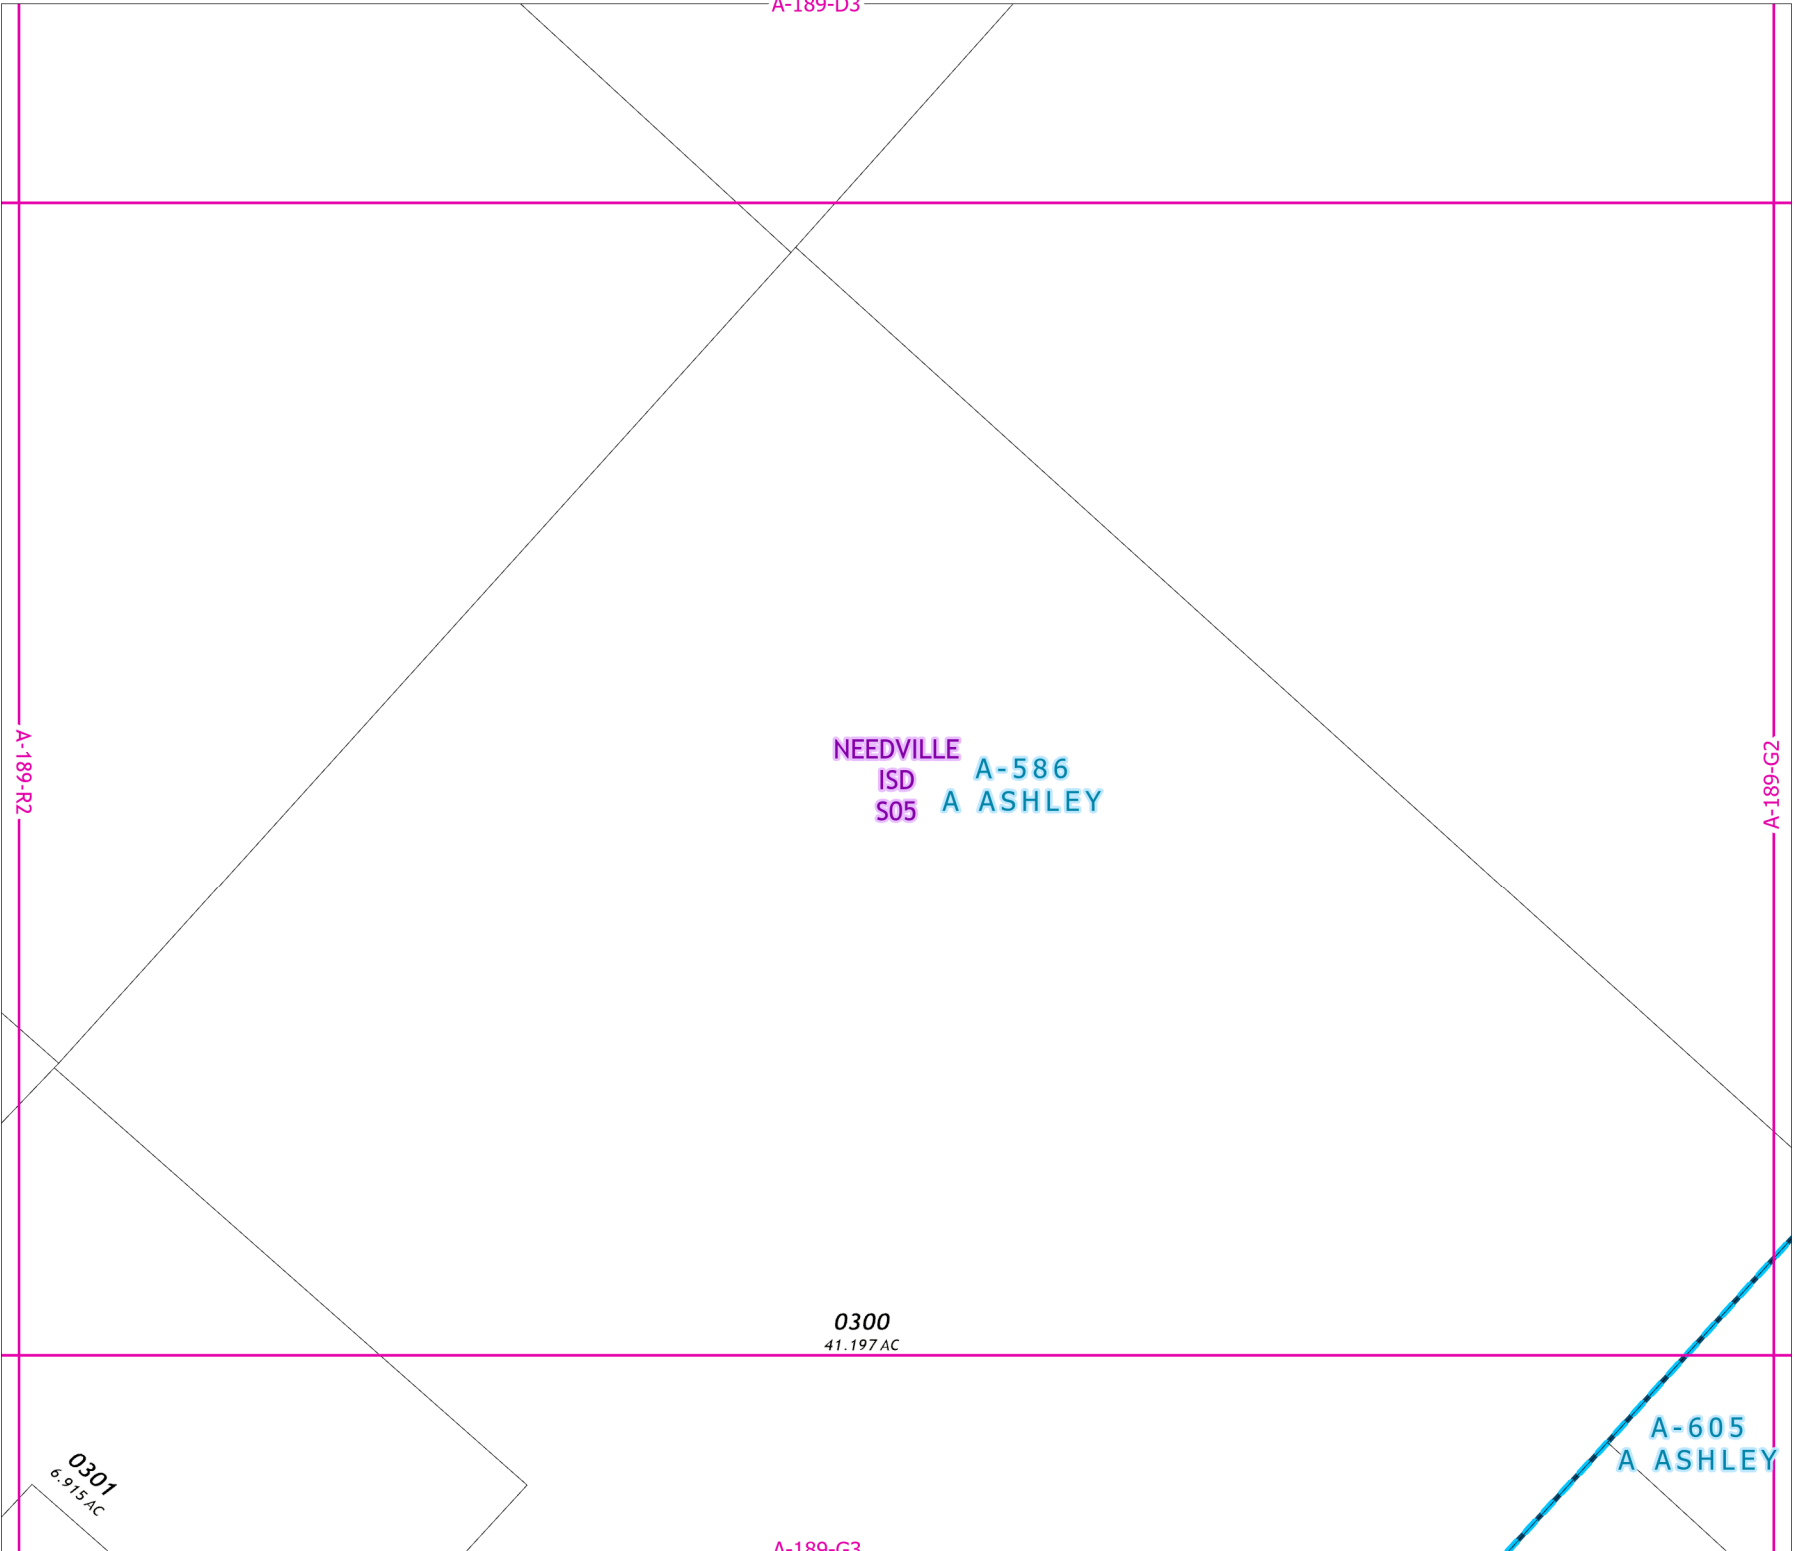 A-189-D3
A-189-R2
NEEDVILLE
ISD
S05
A-586
A ASHLEY
A-189-G2
0300
41.197 AC
0301
6.915 AC
A-605
A ASHLEY
A-189-G3